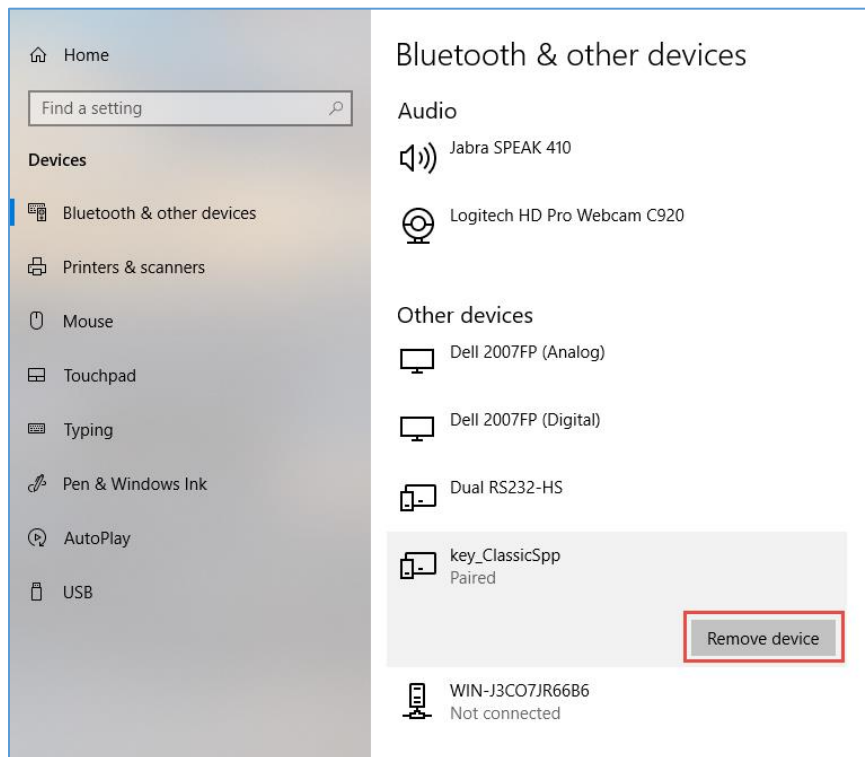 Home
Find a setting
Devices
Bluetooth & other devices
Printers & scanners
Mouse
Touchpad
Typing
Pen & Windows Ink
AutoPlay
USB
Bluetooth & other devices
Audio
Jabra SPEAK 410
Logitech HD Pro Webcam C920
Other devices
Dell 2007FP (Analog)
Dell 2007FP (Digital)
Dual RS232-HS
key_ClassicSpp
Paired
Remove device
WIN-J3CO7JR66B6
Not connected